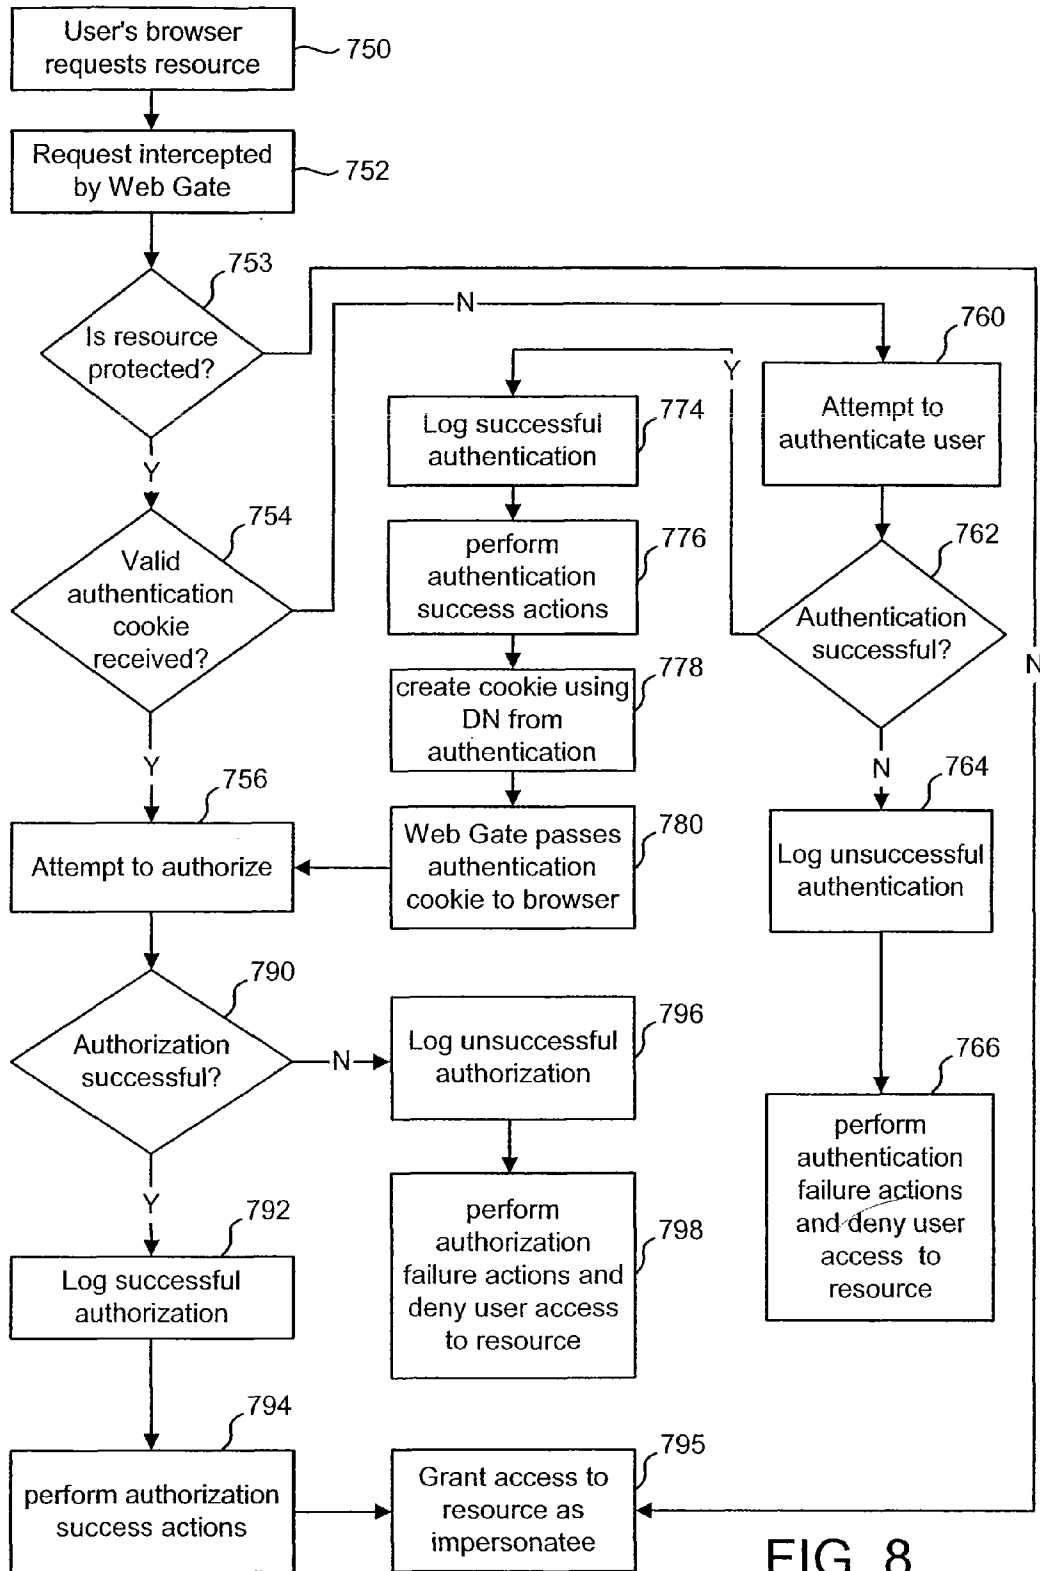 User's browser
requests resource
750
Request intercepted
by Web Gate
752
753
Is resource
protected?
N
Y
N
760
Attempt to
authenticate user
Y
774
Log successful
authentication
754
Valid
authentication
cookie
received?
776
perform
authentication
success actions
762
Authentication
successful?
N
778
create cookie using
DN from
authentication
Y
N
756
Attempt to authorize
780
Web Gate passes
authentication
cookie to browser
764
Log unsuccessful
authentication
790
Authorization
successful?
N
796
Log unsuccessful
authorization
766
perform
authentication
failure actions
and deny user
access to
resource
Y
792
Log successful
authorization
798
perform
authorization
failure actions and
deny user access
to resource
794
perform authorization
success actions
795
Grant access to
resource as
impersonatee
FIG. 8